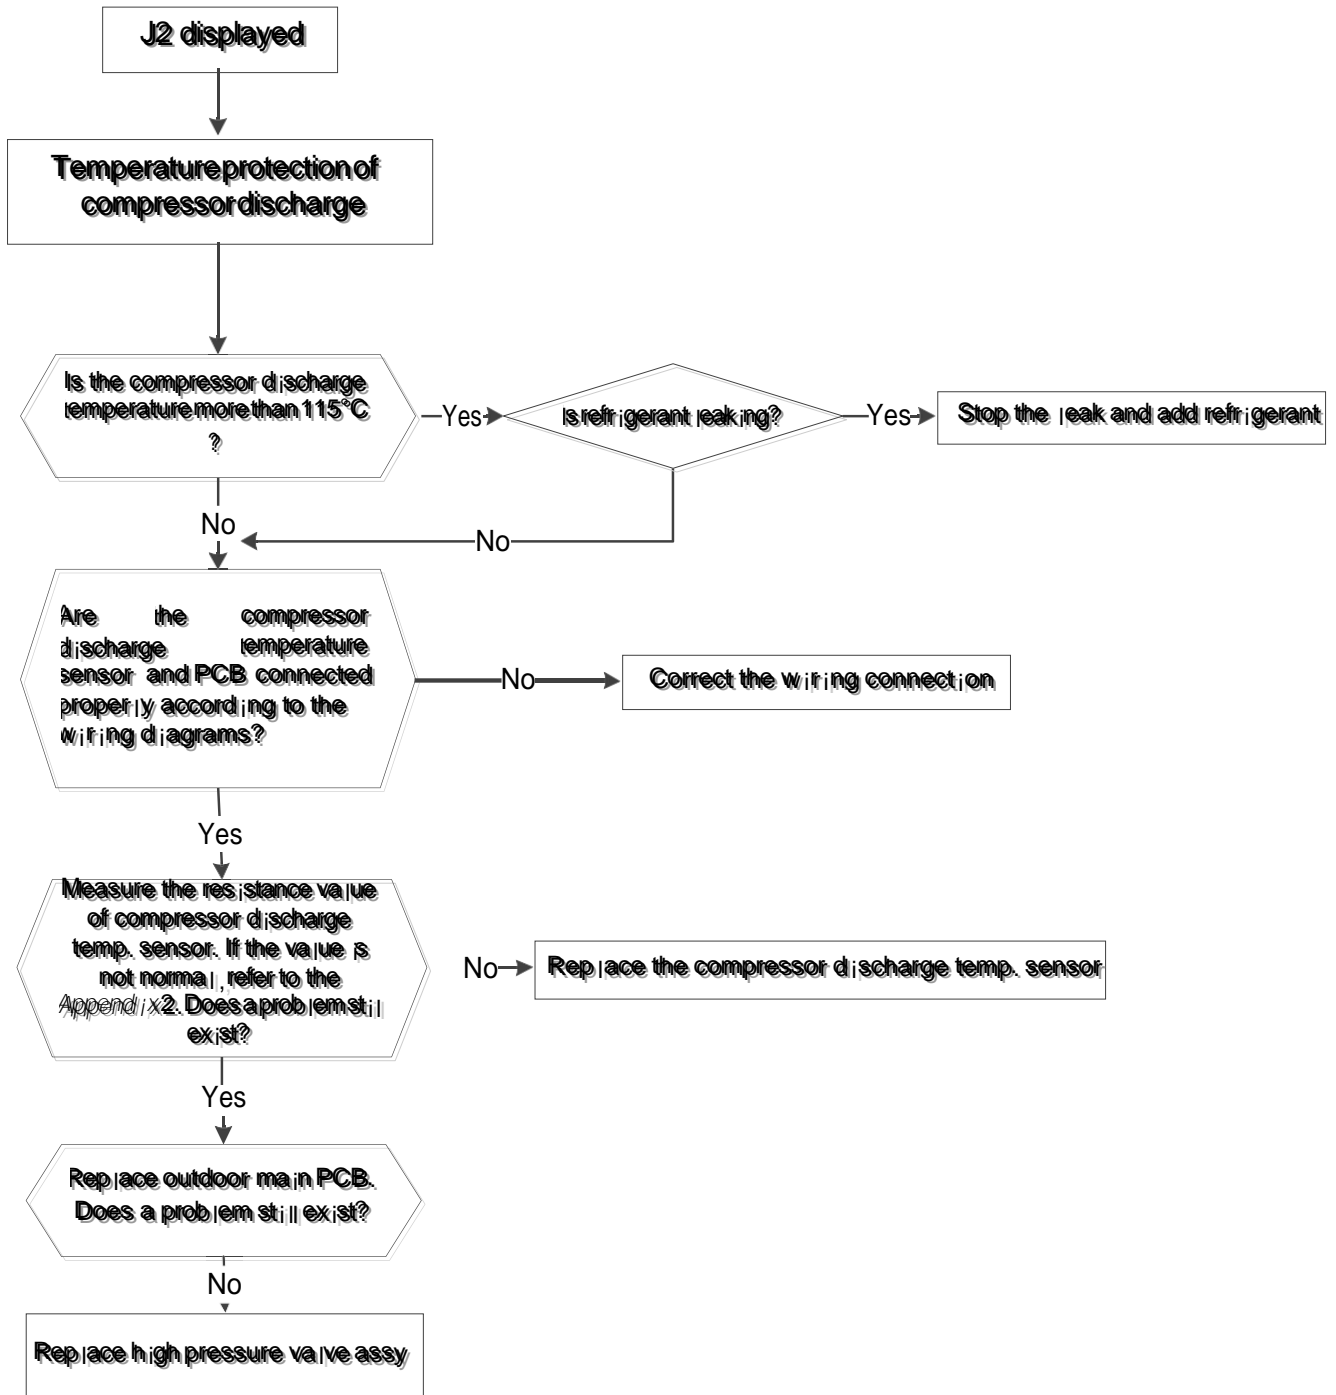 J2 displayed
Temperature protection of
compressor discharge
Is the compressor discharge
temperature more than 115°C
?
Yes
Is refrigerant leaking?
Yes
Stop the leak and add refrigerant
No
No
Are the compressor
discharge temperature
sensor and PCB connected
properly according to the
wiring diagrams?
No
Correct the wiring connection
Yes
Measure the resistance value
of compressor discharge
temp. sensor. If the value is
not normal, refer to the
Appendix 2. Does a problem still
exist?
No
Replace the compressor discharge temp. sensor
Yes
Replace outdoor main PCB.
Does a problem still exist?
No
Replace high pressure valve assy